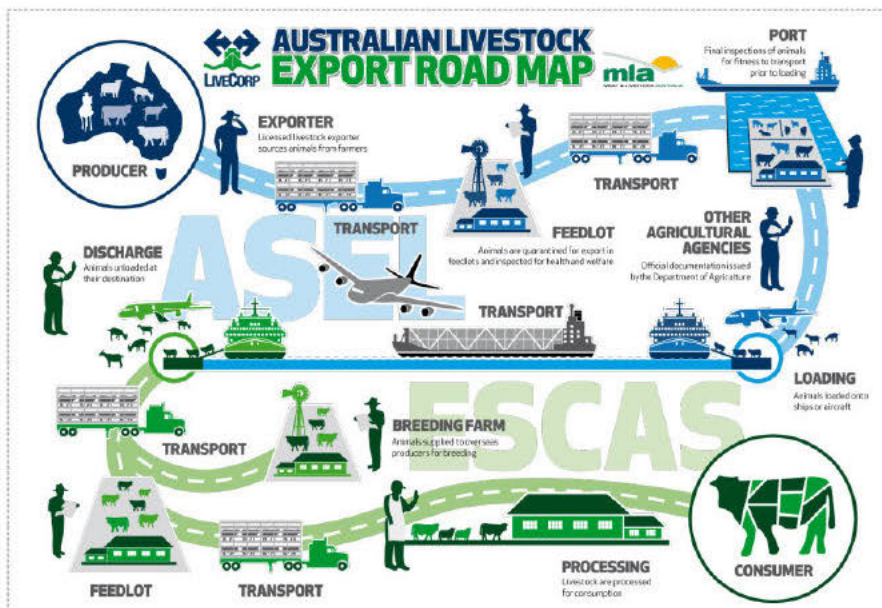 LIVECORP
AUSTRALIAN LIVESTOCK
EXPORT ROAD MAP
mla
MEAT & LIVESTOCK AUSTRALIA
PORT
Final inspections of animals
for fitness to transport
prior to loading
PRODUCER
EXPORTER
Licensed livestock exporter
sources animals from farmers
TRANSPORT
FEEDLOT
Animals are quarantined for export in
feedlots and inspected for health and welfare
TRANSPORT
OTHER
AGRICULTURAL
AGENCIES
Official documentation issued
by the Department of Agriculture
ASEL
DISCHARGE
Animals unloaded at
their destination
TRANSPORT
LOADING
Animals loaded onto
ships or aircraft
ESCAS
TRANSPORT
BREEDING FARM
Animals supplied to overseas
producers for breeding
FEEDLOT
TRANSPORT
PROCESSING
Livestock are processed
for consumption
CONSUMER